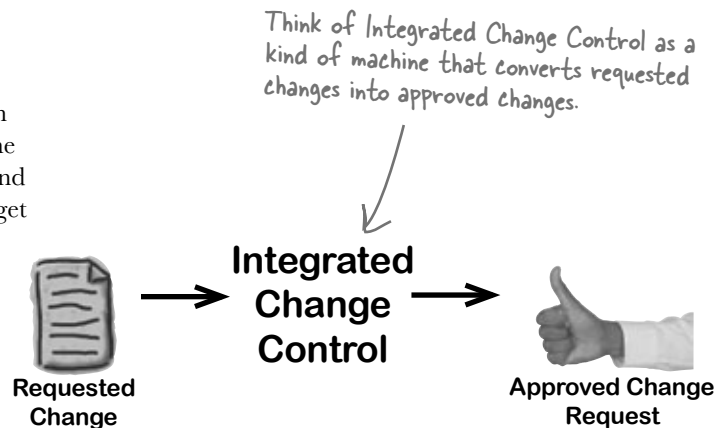 Think of Integrated Change Control as a
kind of machine that converts requested
changes into approved changes.
get
Integrated
Change
Control
Requested
Change
Approved Change
Request